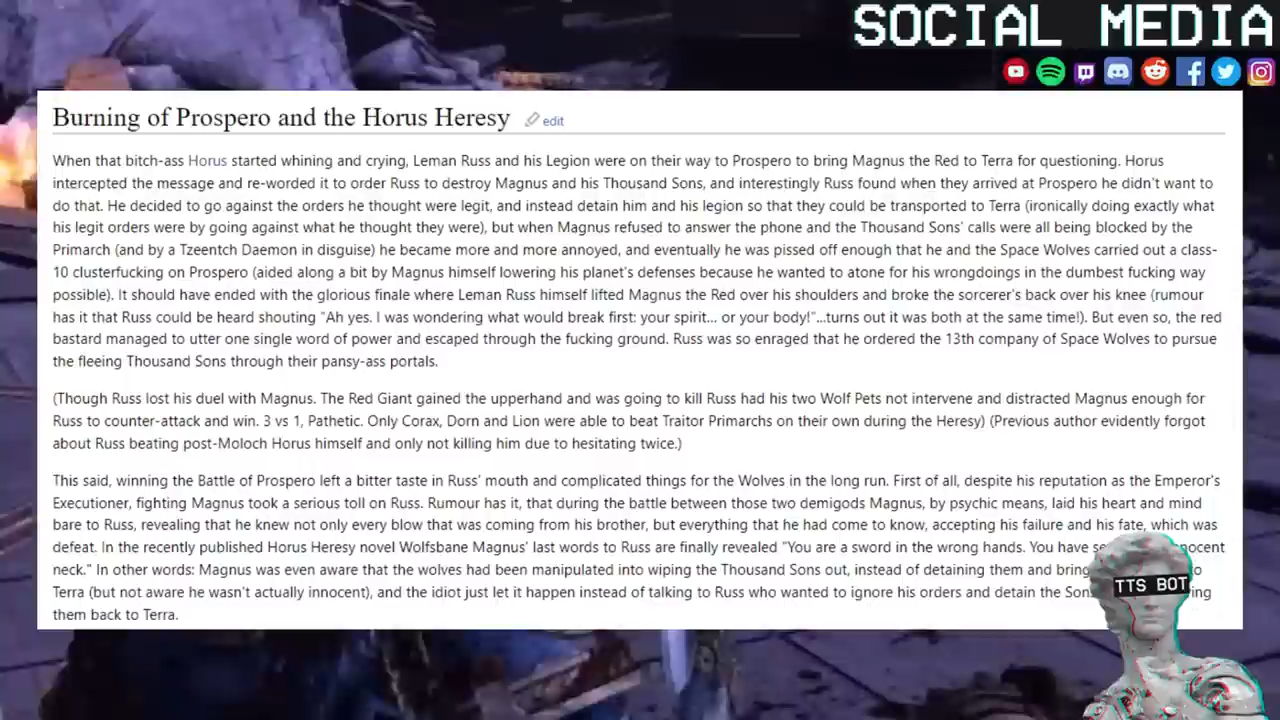 SOCIAL MEDIA
Burning of Prospero and the Horus Heresy edit
When that bitch-ass Horus started whining and crying, Leman Russ and his Legion were on their way to Prospero to bring Magnus the Red to Terra for questioning. Horus
intercepted the message and re-worded it to order Russ to destroy Magnus and his Thousand Sons, and interestingly Russ found when they arrived at Prospero he didn't want to
do that. He decided to go against the orders he thought were legit, and instead detain him and his legion so that they could be transported to Terra (ironically doing exactly what
his legit orders were by going against what he thought they were), but when Magnus refused to answer the phone and the Thousand Sons' calls were all being blocked by the
Primarch (and by a Tzeentch Daemon in disguise) he became more and more annoyed, and eventually he was pissed off enough that he and the Space Wolves carried out a class-
10 clusterfucking on Prospero (aided along a bit by Magnus himself lowering his planet's defenses because he wanted to atone for his wrongdoings in the dumbest fucking way
possible). It should have ended with the glorious finale where Leman Russ himself lifted Magnus the Red over his shoulders and broke the sorcerer's back over his knee (rumour
has it that Russ could be heard shouting "Ah yes. I was wondering what would break first: your spirit... or your body!"...turns out it was both at the same time!). But even so, the red
bastard managed to utter one single word of power and escaped through the fucking ground. Russ was so enraged that he ordered the 13th company of Space Wolves to pursue
the fleeing Thousand Sons through their pansy-ass portals.
(Though Russ lost his duel with Magnus. The Red Giant gained the upperhand and was going to kill Russ had his two Wolf Pets not intervene and distracted Magnus enough for
Russ to counter-attack and win. 3 vs 1, Pathetic. Only Corax, Dorn and Lion were able to beat Traitor Primarchs on their own during the Heresy) (Previous author evidently forgot
about Russ beating post-Moloch Horus himself and only not killing him due to hesitating twice.)
This said, winning the Battle of Prospero left a bitter taste in Russ' mouth and complicated things for the Wolves in the long run. First of all, despite his reputation as the Emperor's
Executioner, fighting Magnus took a serious toll on Russ. Rumour has it, that during the battle between those two demigods Magnus, by psychic means, laid his heart and mind
bare to Russ, revealing that he knew not only every blow that was coming from his brother, but everything that he had come to know, accepting his failure and his fate, which was
defeat. In the recently published Horus Heresy novel Wolfsbane Magnus' last words to Russ are finally revealed "You are a sword in the wrong hands. You have
neck." In other words: Magnus was even aware that the wolves had been manipulated into wiping the Thousand Sons out, instead of detaining them and to
Terra (but not aware he wasn't actually innocent), and the idiot just let it happen instead of talking to Russ who wanted to ignore his orders and detain the
them back to Terra.
TTS BOT